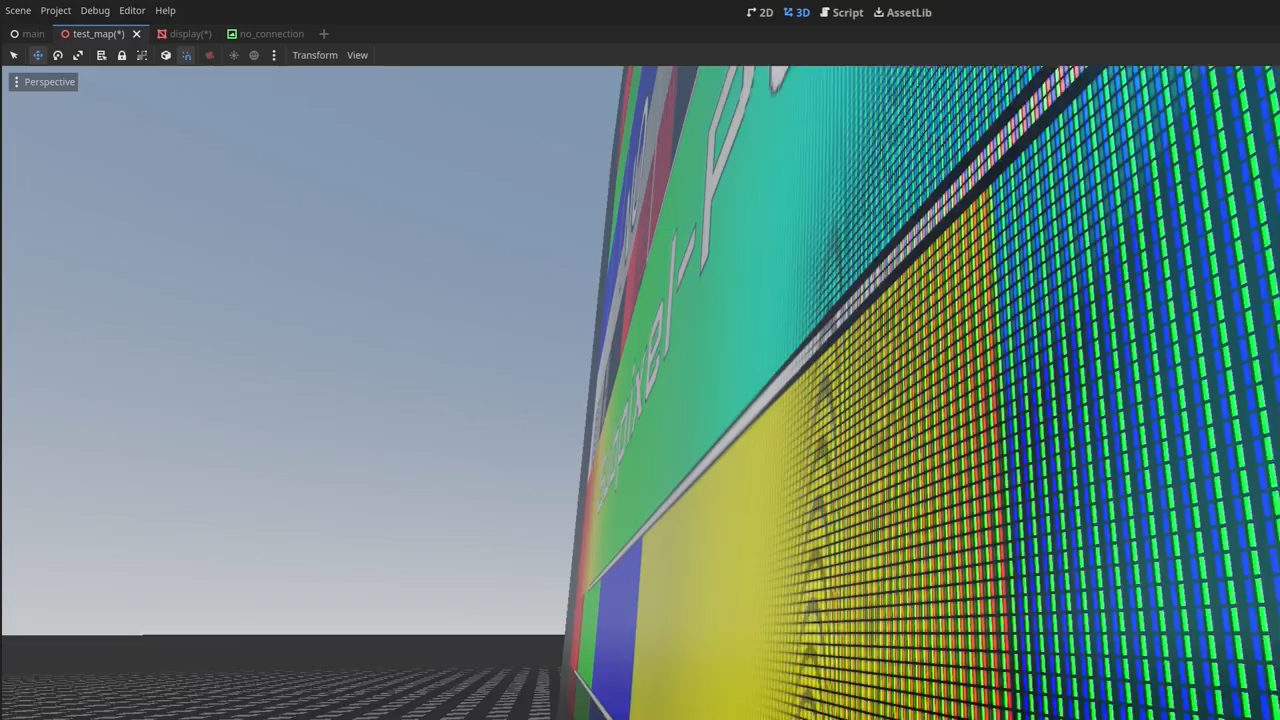 Scene Project Debug Editor Help
2D 3D Script AssetLib
main test_map(*) display(*) no_connection
Transform View
Perspective